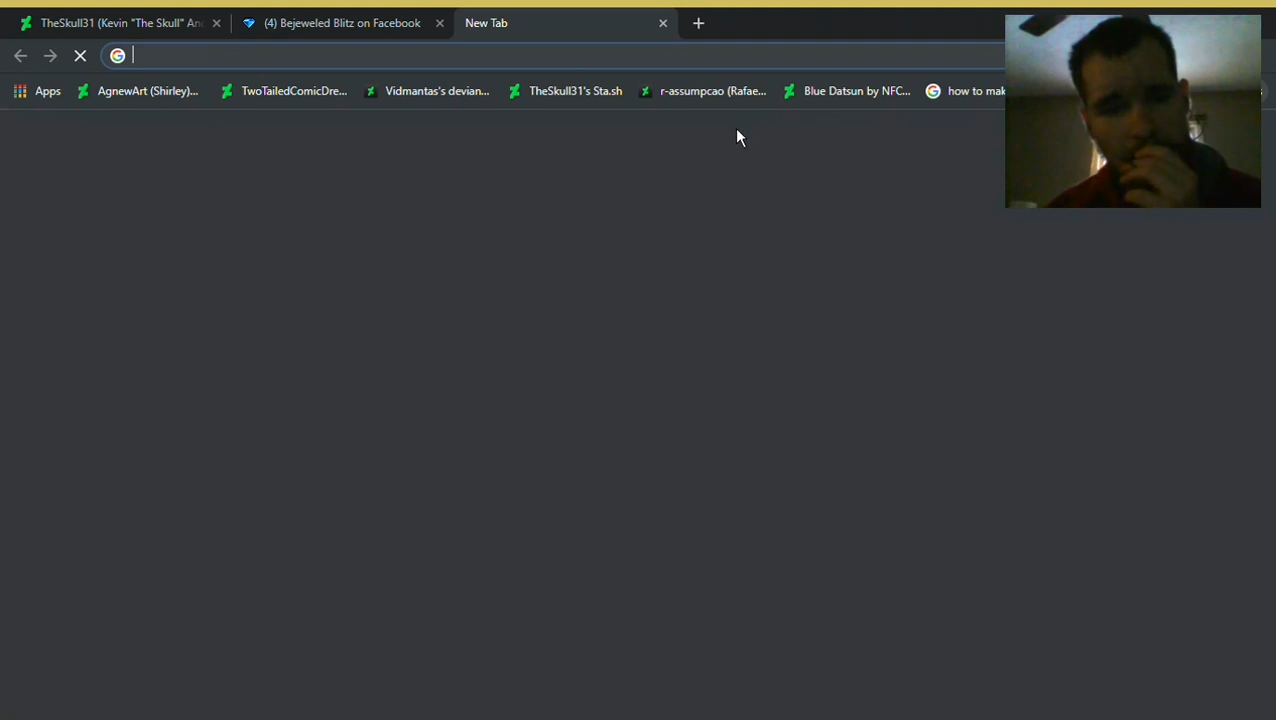 TheSkull31 (Kevin "The Skull" An
(4) Bejeweled Blitz on Facebook
New Tab
Apps
AgnewArt (Shirley)...
TwoTailedComicDre...
Vidmantas's devian...
TheSkull31's Sta.sh
r-assumpcao (Rafae...
Blue Datsun by NFC...
how to mak